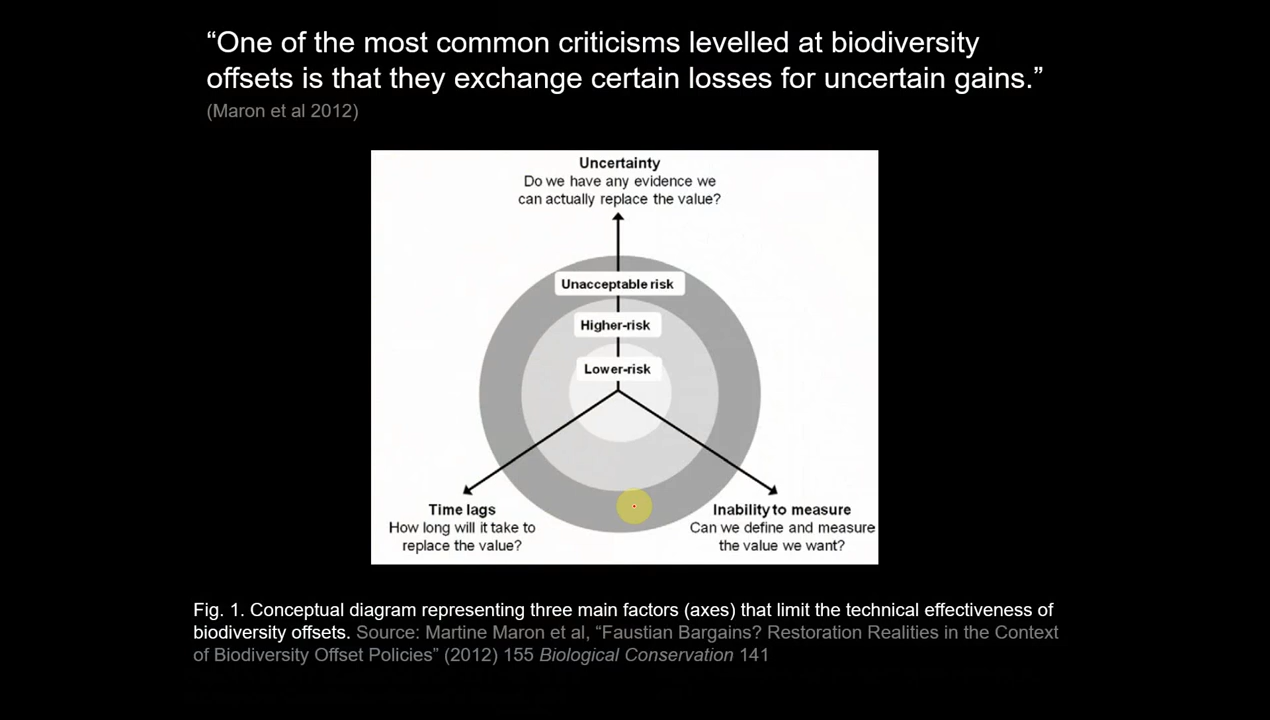 “One of the most common criticisms levelled at biodiversity
offsets is that they exchange certain losses for uncertain gains.”
(Maron et al 2012)
Uncertainty
Do we have any evidence we
can actually replace the value?
Unacceptable risk
Higher-risk
Lower-risk
Time lags
How long will it take to
replace the value?
Inability to measure
Can we define and measure
the value we want?
Fig. 1. Conceptual diagram representing three main factors (axes) that limit the technical effectiveness of
biodiversity offsets. Source: Martine Maron et al, “Faustian Bargains? Restoration Realities in the Context
of Biodiversity Offset Policies” (2012) 155 Biological Conservation 141